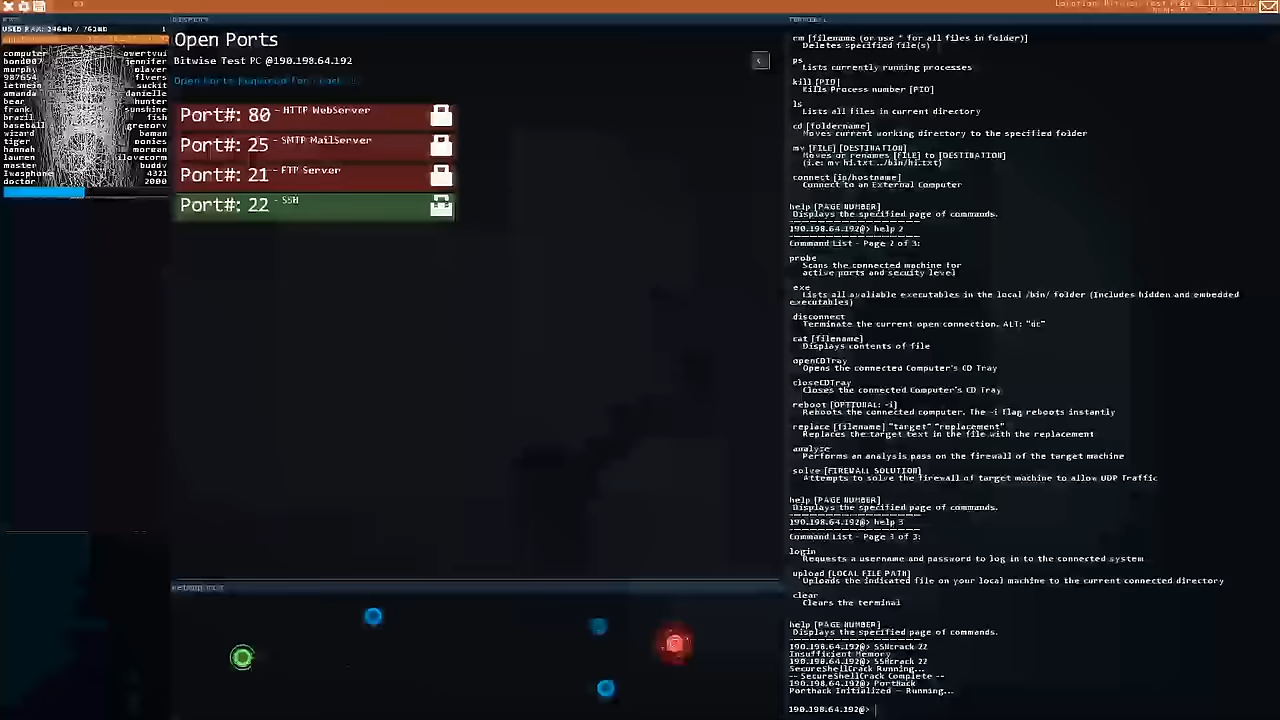 USED RAM: 246mb / 761mb
1
computer
owertyui
bond007
jennifer
murphy
player
987654
flyers
letmein
suckit
amanda
danielle
bear
hunter
frank
sunshine
brazil
fish
baseball
gregory
wizard
baman
tiger
ponies
hannah
morgan
lauren
ilovecorm
master
buddy
Iwasphone
4321
doctor
2000
Open Ports
Bitwise Test PC @190.198.64.192
Open Ports Required for Crack:
Port#: 80 - HTTP WebServer
Port#: 25 - SMTP MailServer
Port#: 21 - FTP Server
Port#: 22 - SSH
rm [filename (or use * for all files in folder)]
Deletes specified file(s)
ps
Lists currently running processes
kill [PID]
Kills Process number [PID]
ls
Lists all files in current directory
cd [foldername]
Moves current working directory to the specified folder
mv [FILE] [DESTINATION]
Moves or renames [FILE] to [DESTINATION]
(i.e: mv hi.txt ../bin/hi.txt)
connect [ip/hostname]
Connect to an External Computer
help [PAGE NUMBER]
Displays the specified page of commands.
190.198.64.192@> help 2
Command List - Page 2 of 3:
probe
Scans the connected machine for
active ports and security level
exe
Lists all available executables in the local /bin/ folder (Includes hidden and embedded
executables)
disconnect
Terminate the current open connection. ALT: "dc"
cat [filename]
Displays contents of file
openCDTray
Opens the connected Computer's CD Tray
closeCDTray
Closes the connected Computer's CD Tray
reboot [OPTIONAL: -i]
Reboots the connected computer. The -i flag reboots instantly
replace [filename] "target" "replacement"
Replaces the target text in the file with the replacement
analyze
Performs an analysis pass on the firewall of the target machine
solve [FIREWALL SOLUTION]
Attempts to solve the firewall of target machine to allow UDP Traffic
help [PAGE NUMBER]
Displays the specified page of commands.
190.198.64.192@> help 3
Command List - Page 3 of 3:
login
Requests a username and password to log in to the connected system
upload [LOCAL FILE PATH]
Uploads the indicated file on your local machine to the current connected directory
clear
Clears the terminal
help [PAGE NUMBER]
Displays the specified page of commands.
190.198.64.192@> SSHcrack 22
Insufficient Memory
190.198.64.192@> SSHcrack 22
SecureShellCrack Running...
-- SecureShellCrack Complete --
190.198.64.192@> PortHack
Porthack Initialized -- Running...
190.198.64.192@>